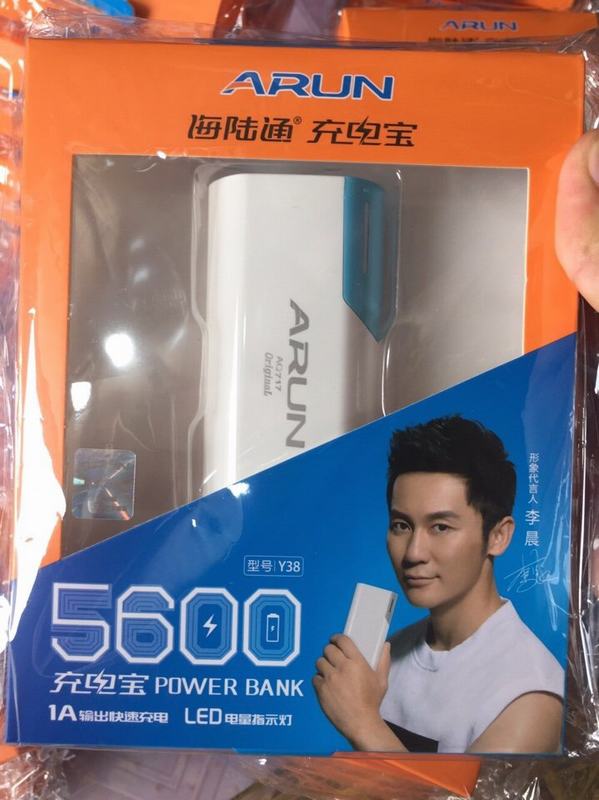 ARUN
ARUN
海陆通® 充电宝
ARUN
AQ717
Original
形象代言人 李晨
型号 Y38
5600
充电宝 POWER BANK
1A 输出快速充电 LED 电量指示灯